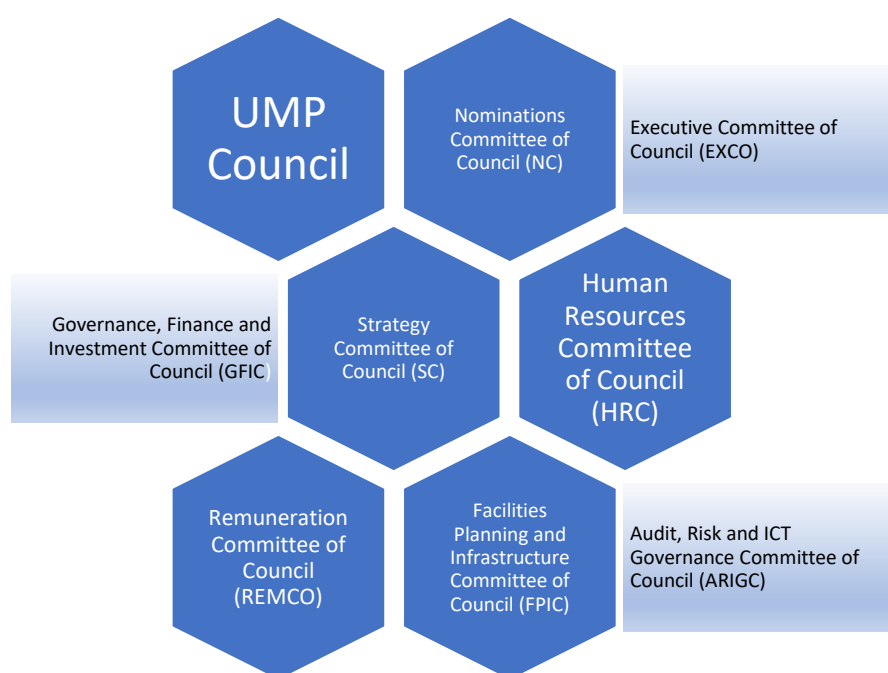 UMP
Council
Nominations
Committee of
Council (NC)
Executive Committee of
Council (EXCO)
Governance, Finance and
Investment Committee of
Council (GFIC)
Strategy
Committee of
Council (SC)
Human
Resources
Committee
of Council
(HRC)
Remuneration
Committee of
Council
(REMCO)
Facilities
Planning and
Infrastructure
Committee of
Council (FPIC)
Audit, Risk and ICT
Governance Committee of
Council (ARIGC)